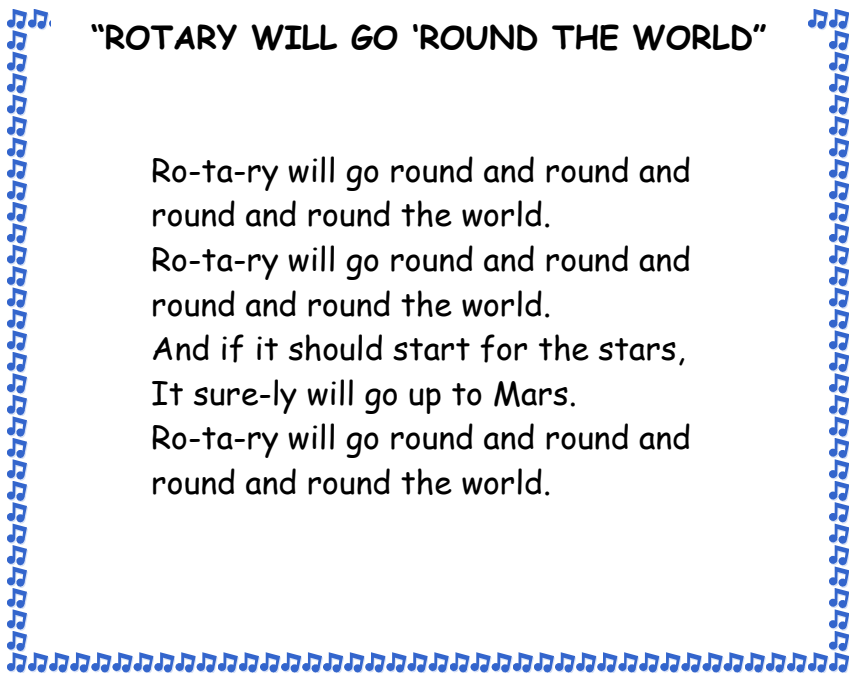 “ROTARY WILL GO ‘ROUND THE WORLD”
Ro-ta-ry will go round and round and
round and round the world.
Ro-ta-ry will go round and round and
round and round the world.
And if it should start for the stars,
It sure-ly will go up to Mars.
Ro-ta-ry will go round and round and
round and round the world.